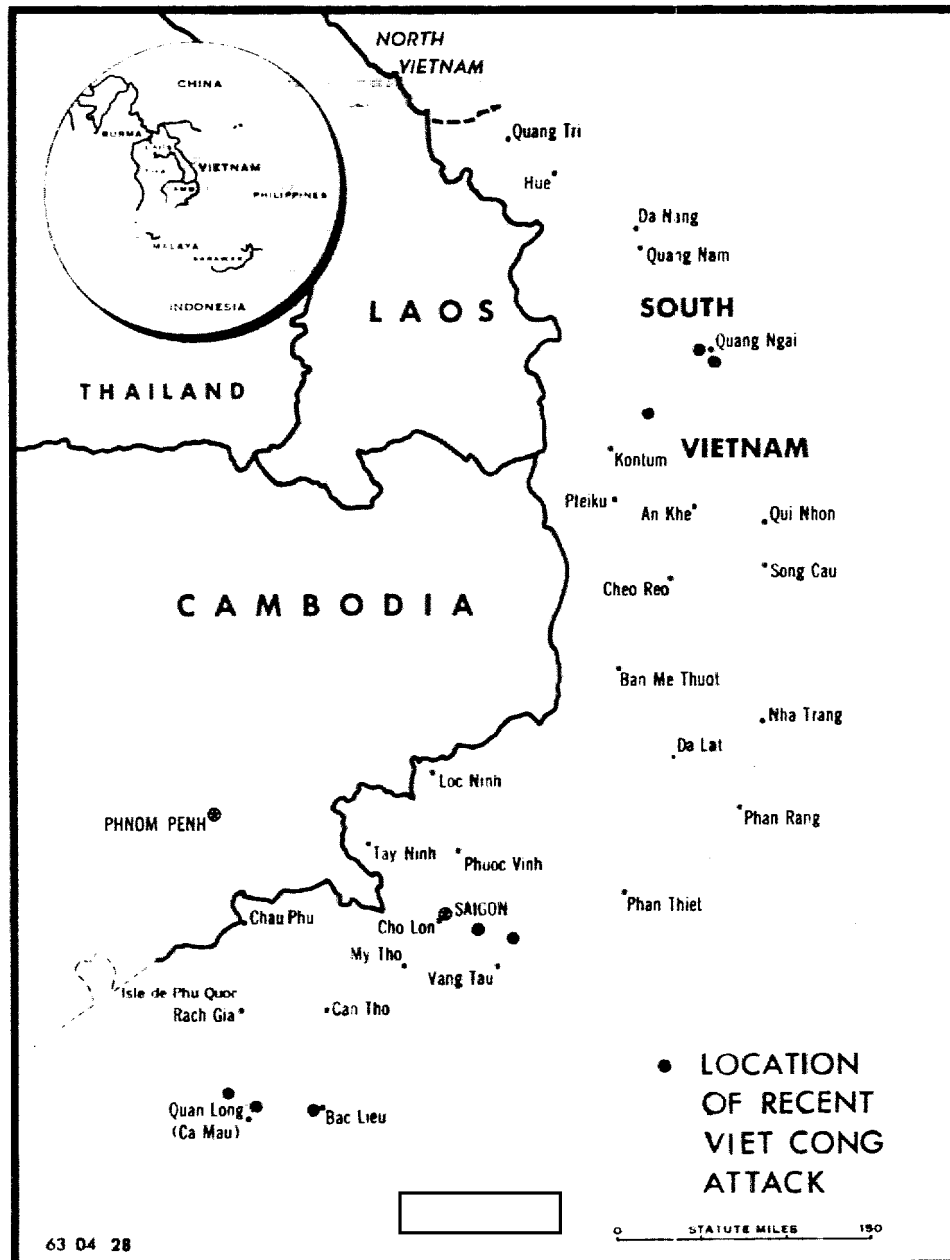 NORTH
VIETNAM
CHINA
BURMA
VIETNAM
PHILIPPINES
MALAYA
SARAWAK
INDONESIA
Quang Tri
Hue
Da Nang
Quang Nam
LAOS
SOUTH
Quang Ngai
THAILAND
VIETNAM
Kontum
Pleiku
An Khe
Qui Nhon
Song Cau
Cheo Reo
CAMBODIA
Ban Me Thuot
Nha Trang
Da Lat
Loc Ninh
PHNOM PENH
Phan Rang
Tay Ninh
Phuoc Vinh
Phan Thiet
SAIGON
Chau Phu
Cho Lon
My Tho
Vang Tau
Isle de Phu Quor
Rach Gia
Can Tho
Quan Long
(Ca Mau)
Bac Lieu
LOCATION
OF RECENT
VIET CONG
ATTACK
0 STATUTE MILES 150
63 04 28